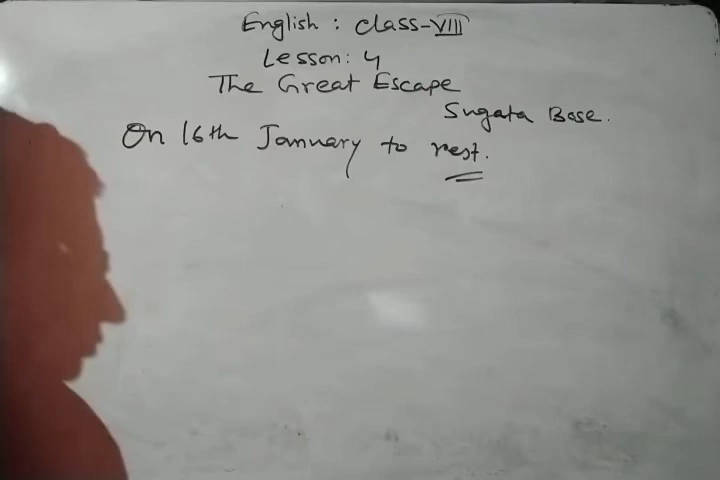 English : Class-VIII
Lesson: 4
The Great Escape
Sugata Bose.
On 16th January to rest.